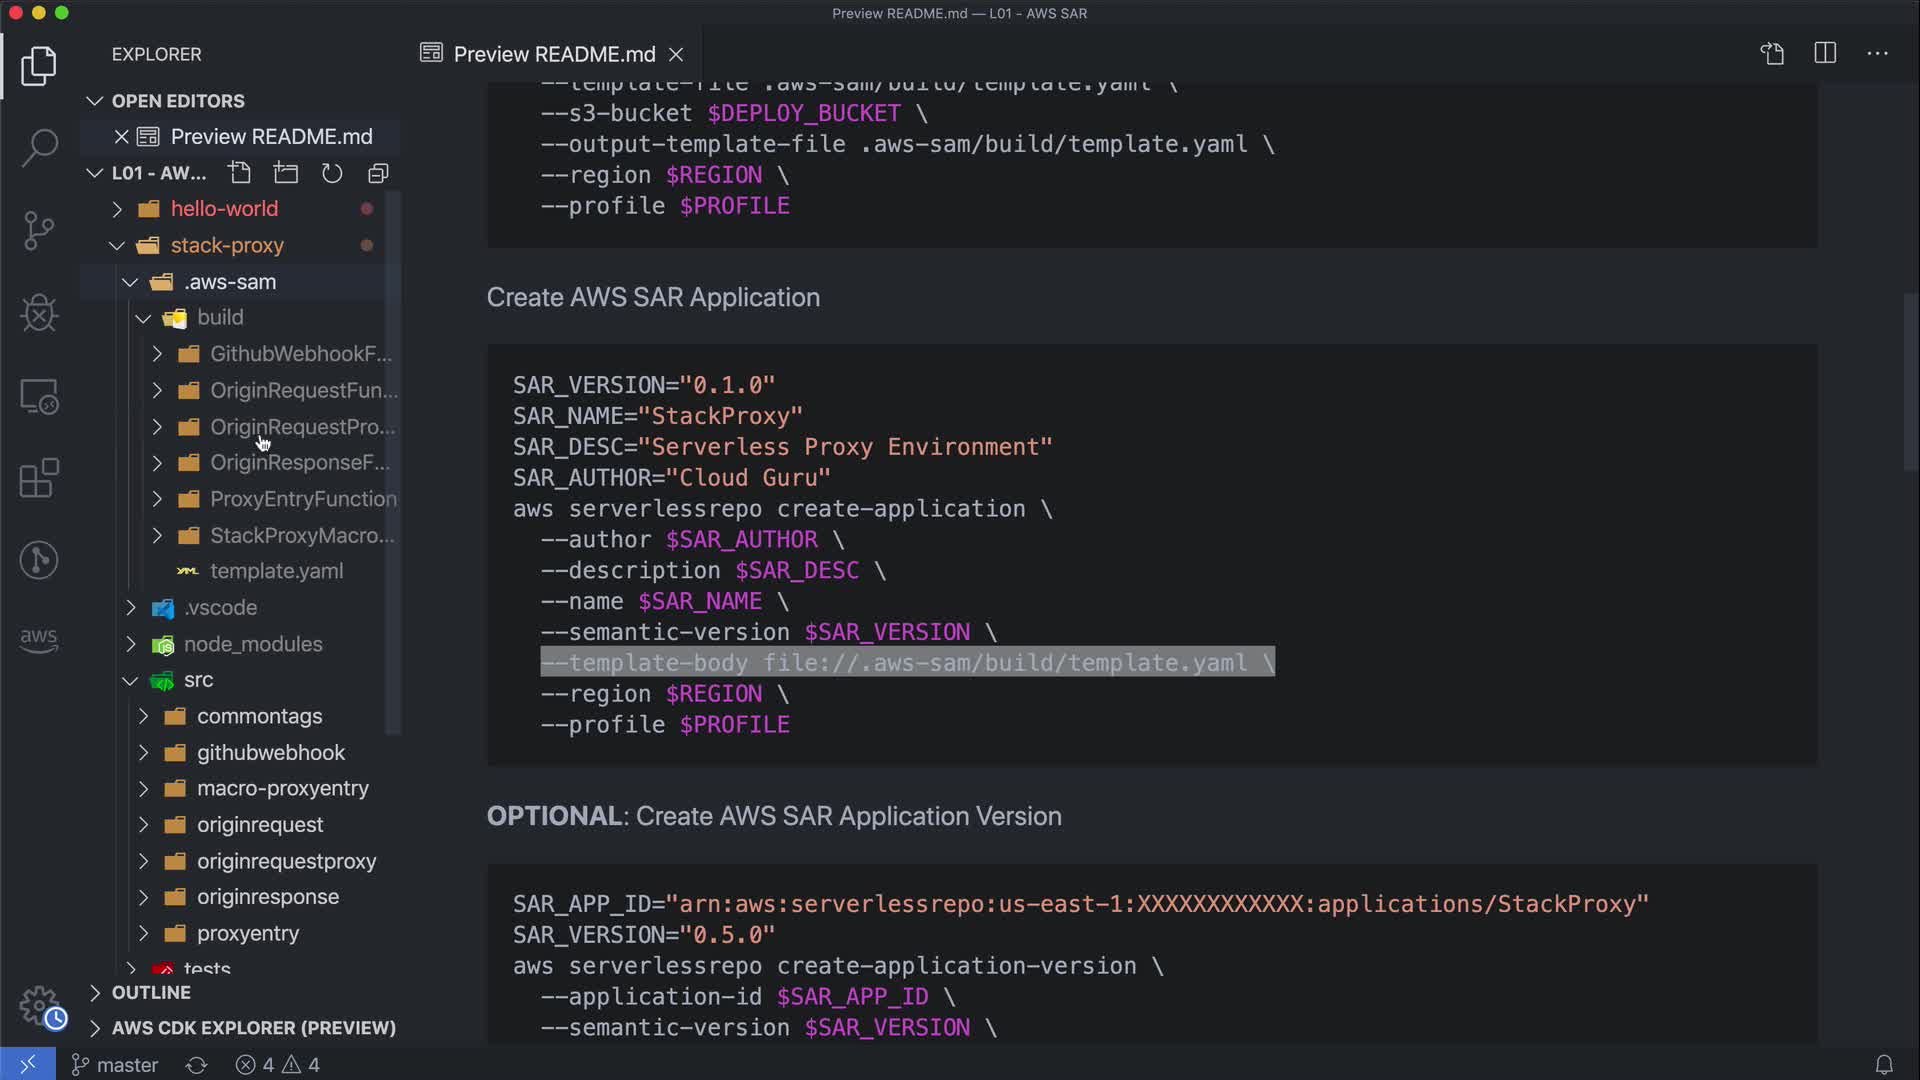 Preview README.md — L01 - AWS SAR
EXPLORER
OPEN EDITORS
Preview README.md
L01 - AW...
hello-world
stack-proxy
.aws-sam
build
GithubWebhookF...
OriginRequestFun...
OriginRequestPro...
OriginResponseF...
ProxyEntryFunction
StackProxyMacro...
template.yaml
.vscode
node_modules
src
commontags
githubwebhook
macro-proxyentry
originrequest
originrequestproxy
originresponse
proxyentry
tests
OUTLINE
AWS CDK EXPLORER (PREVIEW)
aws
Preview README.md
--template-file .aws-sam/build/template.yaml \
--s3-bucket $DEPLOY_BUCKET \
--output-template-file .aws-sam/build/template.yaml \
--region $REGION \
--profile $PROFILE
Create AWS SAR Application
SAR_VERSION="0.1.0"
SAR_NAME="StackProxy"
SAR_DESC="Serverless Proxy Environment"
SAR_AUTHOR="Cloud Guru"
aws serverlessrepo create-application \
--author $SAR_AUTHOR \
--description $SAR_DESC \
--name $SAR_NAME \
--semantic-version $SAR_VERSION \
--template-body file://.aws-sam/build/template.yaml \
--region $REGION \
--profile $PROFILE
OPTIONAL: Create AWS SAR Application Version
SAR_APP_ID="arn:aws:serverlessrepo:us-east-1:XXXXXXXXXXXX:applications/StackProxy"
SAR_VERSION="0.5.0"
aws serverlessrepo create-application-version \
--application-id $SAR_APP_ID \
--semantic-version $SAR_VERSION \
master
4
4